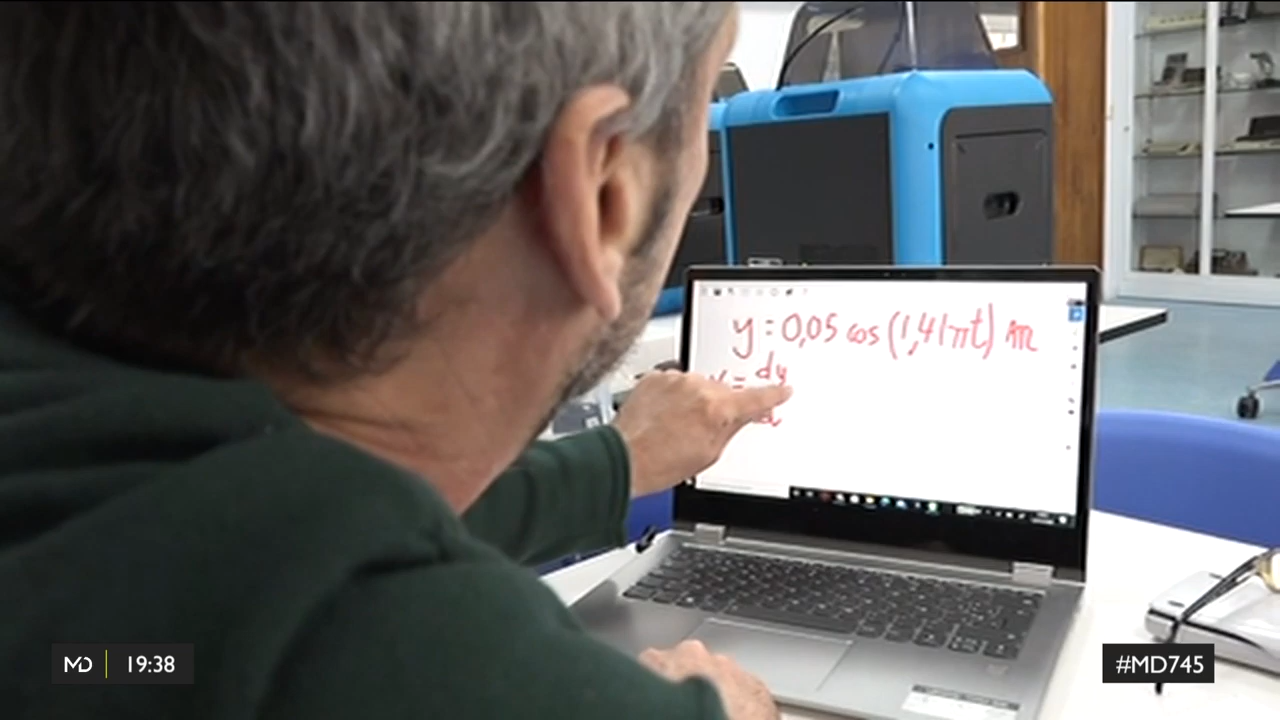 y = 0,05 cos (1,41πt) m
v = dy
MD 19:38
#MD745